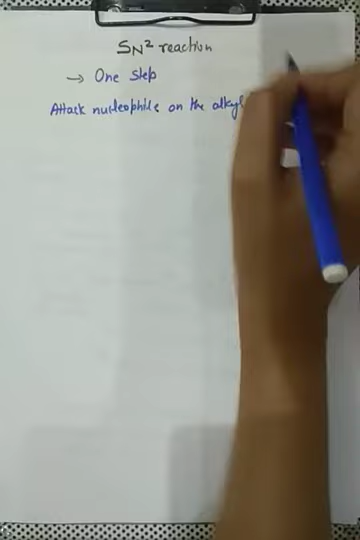 SN² reaction
→ One step
Attack nucleophile on the alkyl